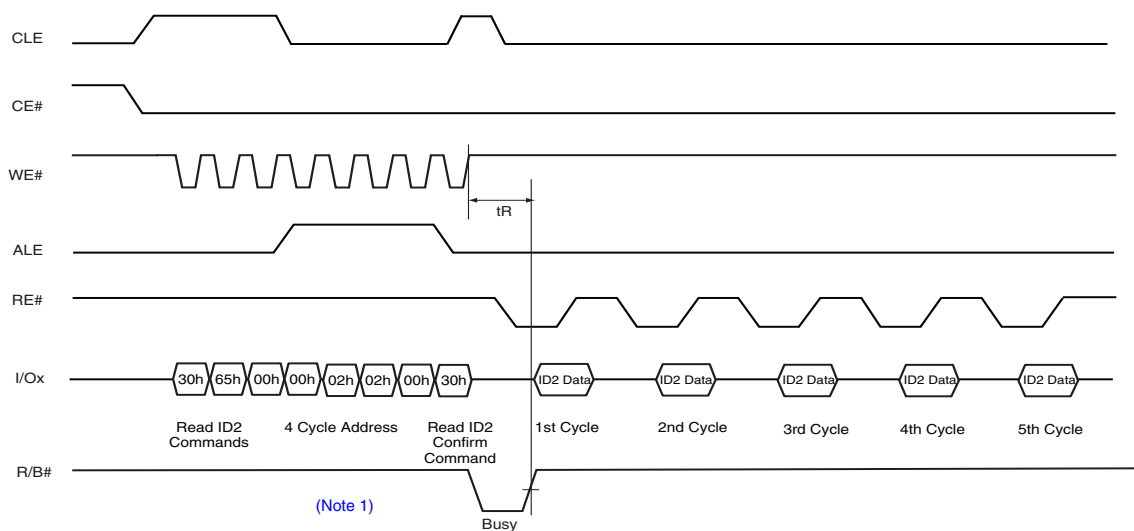 CLE
CE#
WE#
tR
ALE
RE#
I/Ox 30h 65h 00h 00h 02h 02h 00h 30h ID2 Data ID2 Data ID2 Data ID2 Data ID2 Data
Read ID2 Commands
4 Cycle Address
Read ID2 Confirm Command
1st Cycle
2nd Cycle
3rd Cycle
4th Cycle
5th Cycle
R/B#
(Note 1)
Busy